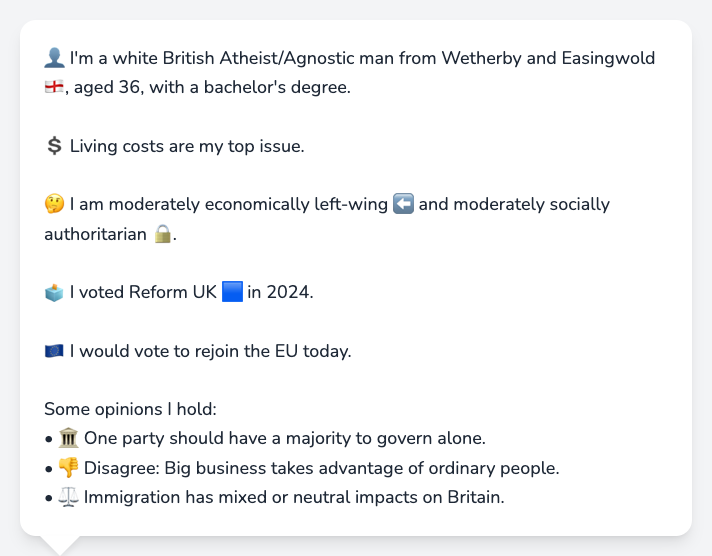 👤 I'm a white British Atheist/Agnostic man from Wetherby and Easingwold
🏴󠁧󠁢󠁥󠁮󠁧󠁿, aged 36, with a bachelor's degree.
💲 Living costs are my top issue.
🤔 I am moderately economically left-wing ⬅️ and moderately socially
authoritarian 🔒.
🗳️ I voted Reform UK 🟦 in 2024.
🇪🇺 I would vote to rejoin the EU today.
Some opinions I hold:
• 🏛️ One party should have a majority to govern alone.
• 👎 Disagree: Big business takes advantage of ordinary people.
• ⚖️ Immigration has mixed or neutral impacts on Britain.